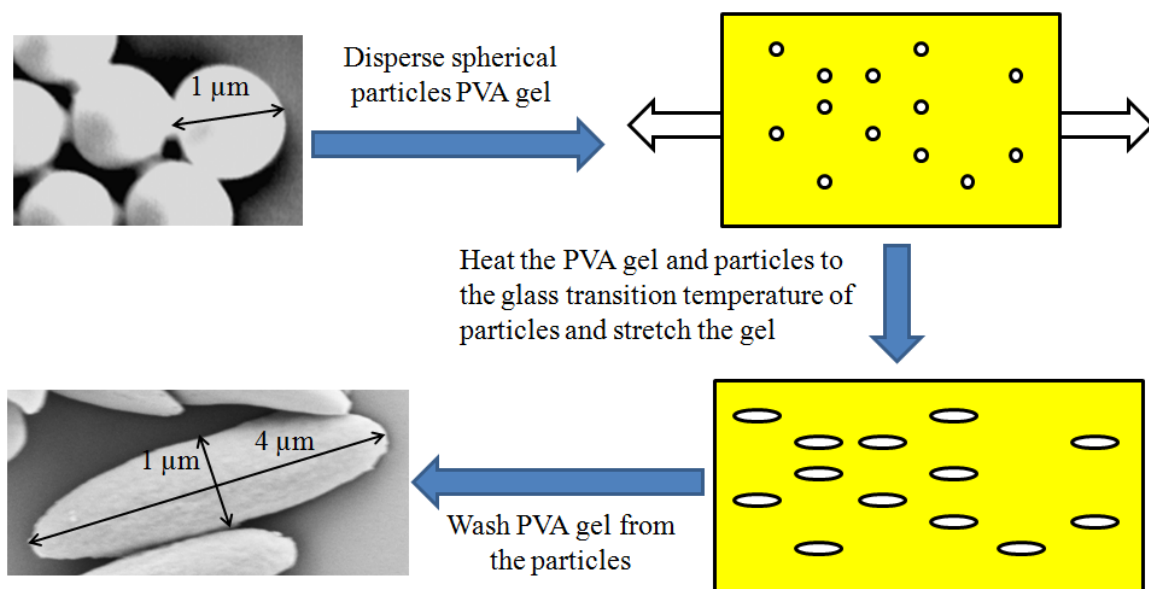 1 µm
Disperse spherical
particles PVA gel
Heat the PVA gel and particles to
the glass transition temperature of
particles and stretch the gel
1 µm
4 µm
Wash PVA gel from
the particles